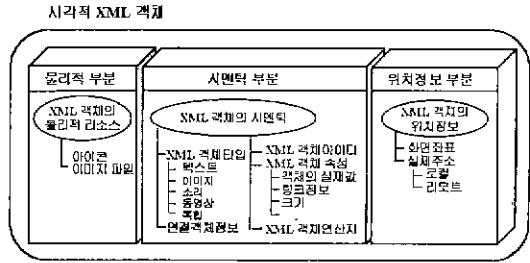 시각적 XML 객체
물리적 부분
XML 객체의
물리적 리소스
아이콘
이미지 파일
시멘틱 부분
XML 객체의 시멘틱
XML 객체타입
텍스트
이미지
소리
동영상
복합
연결객체정보
XML 객체아이디
XML 객체 속성
객체의 실제값
링크정보
크기
XML 객체연산자
위치정보 부분
XML 객체의
위치정보
화면좌표
실제주소
로컬
리모트